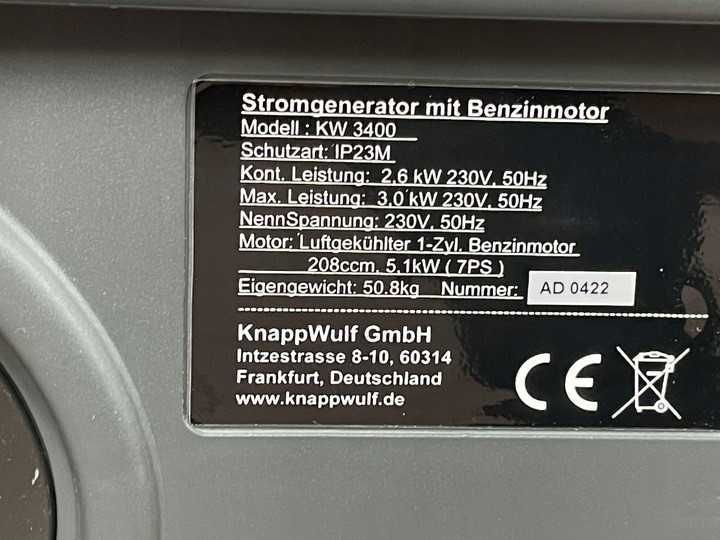 Stromgenerator mit Benzinmotor
Modell : KW 3400
Schutzart: IP23M
Kont. Leistung: 2,6 kW 230V, 50Hz
Max. Leistung: 3,0 kW 230V, 50Hz
NennSpannung: 230V, 50Hz
Motor: Luftgekühlter 1-Zyl. Benzinmotor
208ccm, 5,1kW ( 7PS )
Eigengewicht: 50.8kg Nummer: AD 0422
KnappWulf GmbH
Intzestrasse 8-10, 60314
Frankfurt, Deutschland
www.knappwulf.de
CE